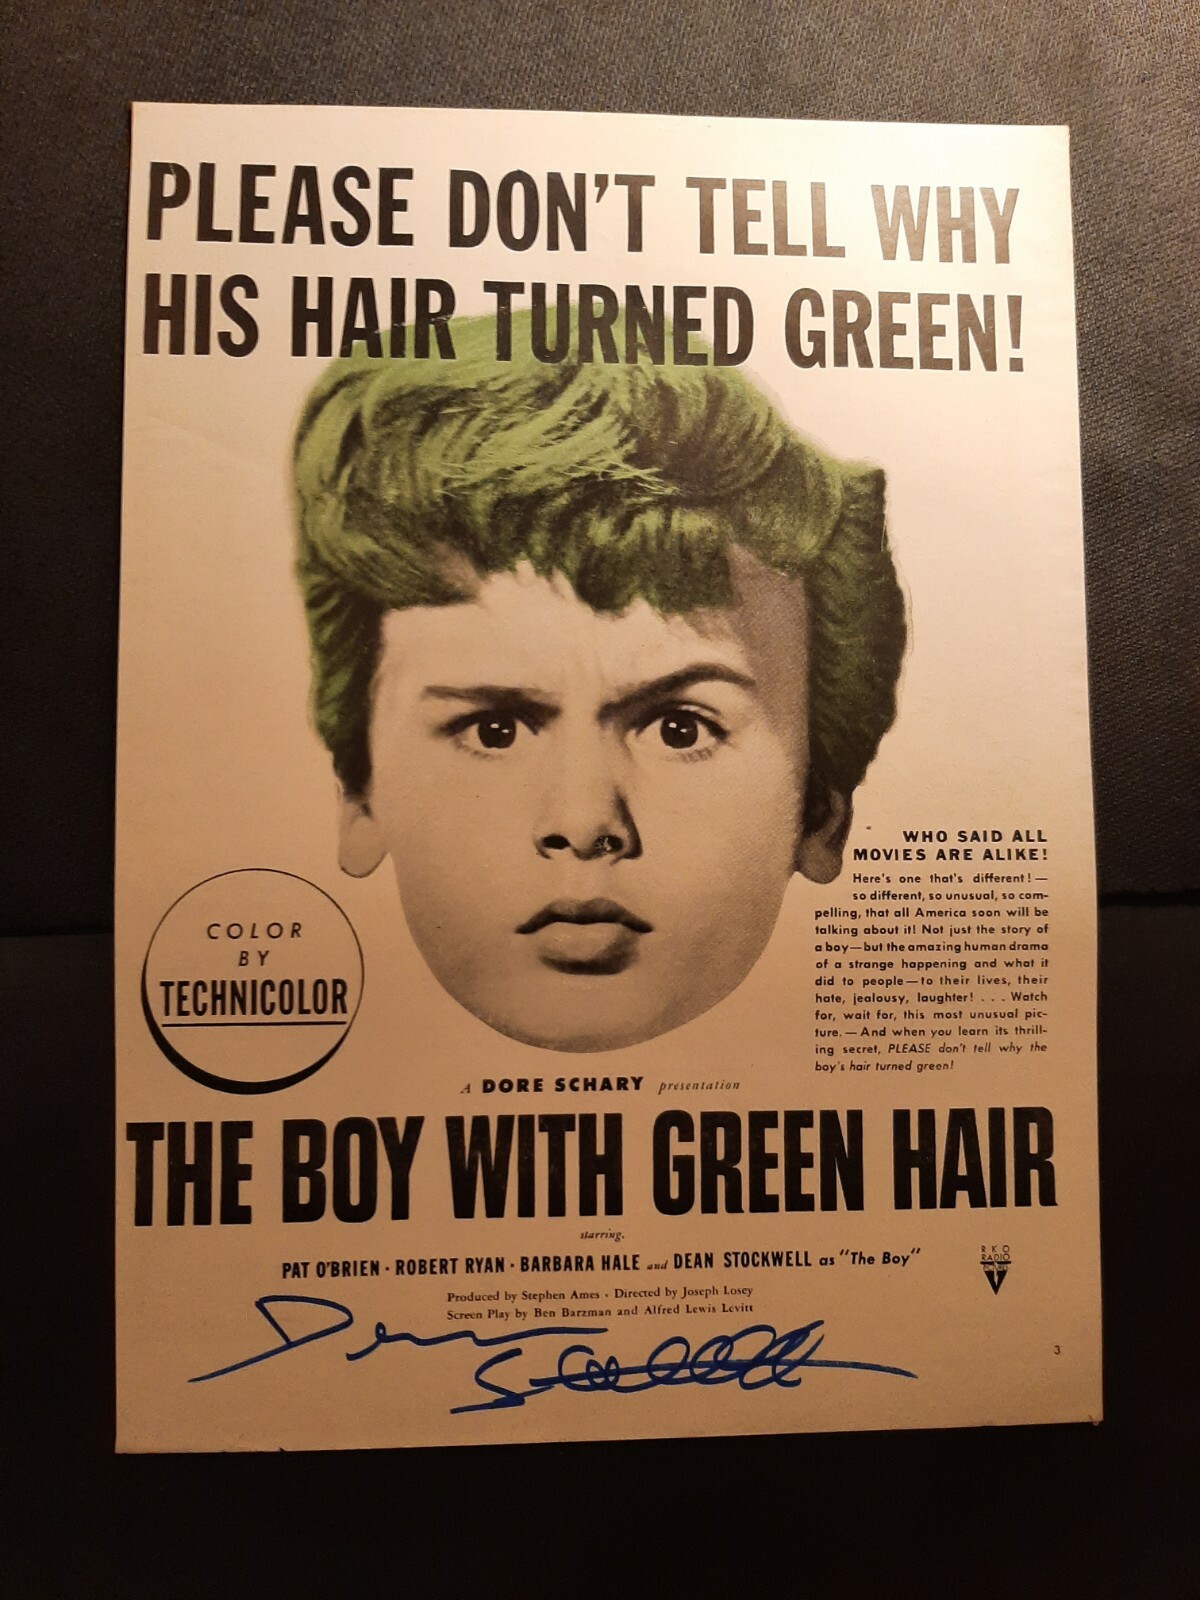 PLEASE DON'T TELL WHY
HIS HAIR TURNED GREEN!
WHO SAID ALL
MOVIES ARE ALIKE!
Here's one that's different! —
so different, so unusual, so com-
pelling, that all America soon will be
talking about it! Not just the story of
a boy—but the amazing human drama
of a strange happening and what it
did to people—to their lives, their
hate, jealousy, laughter! . . . Watch
for, wait for, this most unusual pic-
ture. — And when you learn its thrill-
ing secret, PLEASE don't tell why the
boy's hair turned green!
COLOR
BY
TECHNICOLOR
A DORE SCHARY presentation
THE BOY WITH GREEN HAIR
starring
PAT O'BRIEN · ROBERT RYAN · BARBARA HALE and DEAN STOCKWELL as "The Boy"
RKO
RADIO
Produced by Stephen Ames · Directed by Joseph Losey
Screen Play by Ben Barzman and Alfred Lewis Levitt
Dean
Stockwell
3